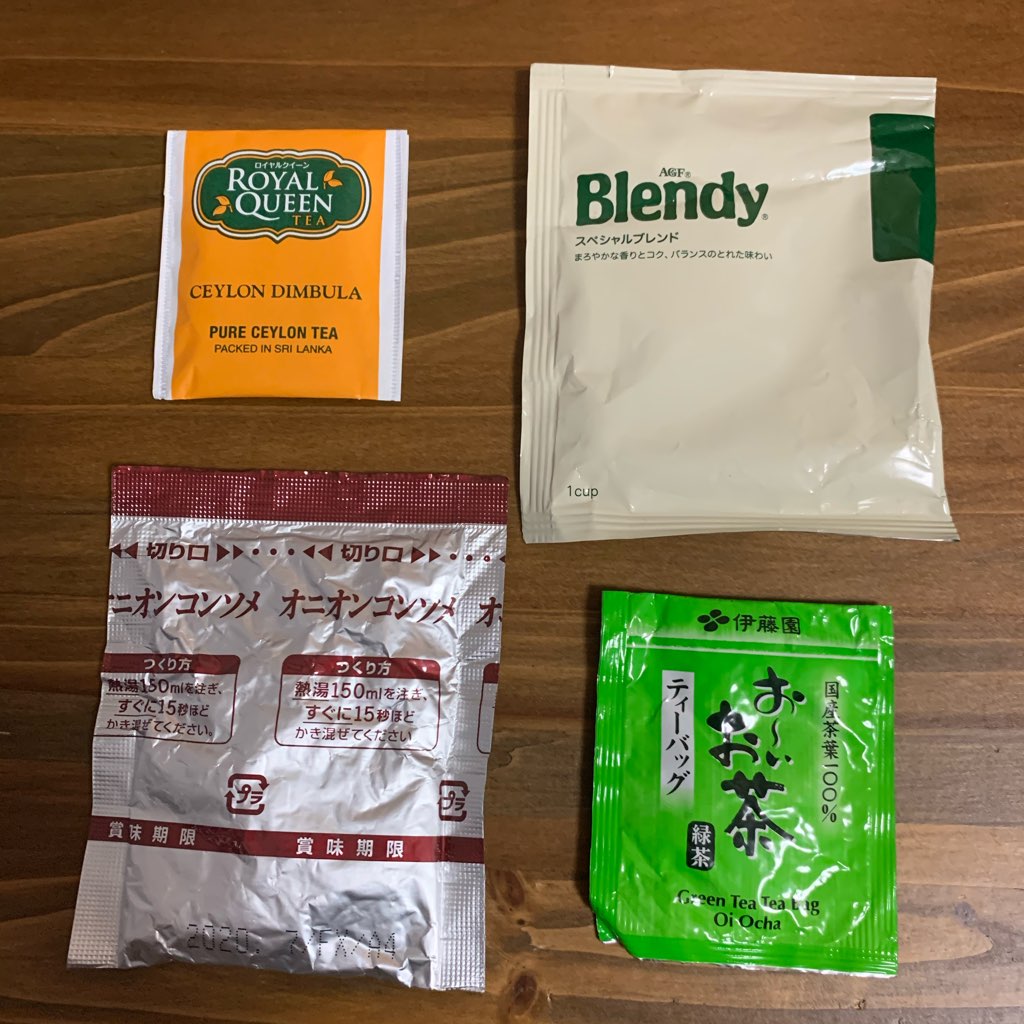 ロイヤルクイーン
ROYAL
QUEEN
TEA
CEYLON DIMBULA
PURE CEYLON TEA
PACKED IN SRI LANKA
AGF®
Blendy®
スペシャルブレンド
まろやかな香りとコク、バランスのとれた味わい
1cup
切り口 切り口
オニオンコンソメ オニオンコンソメ オニ
つくり方
熱湯150mlを注ぎ、
すぐに15秒ほど
かき混ぜてください。
つくり方
熱湯150mlを注ぎ、
すぐに15秒ほど
かき混ぜてください
プラ プラ
賞味期限 賞味期限
2020. 7/FX/A4
伊藤園
国産茶葉一〇〇%
お〜いお茶
ティーバッグ
緑茶
Green Tea Tea Bag
Oi Ocha